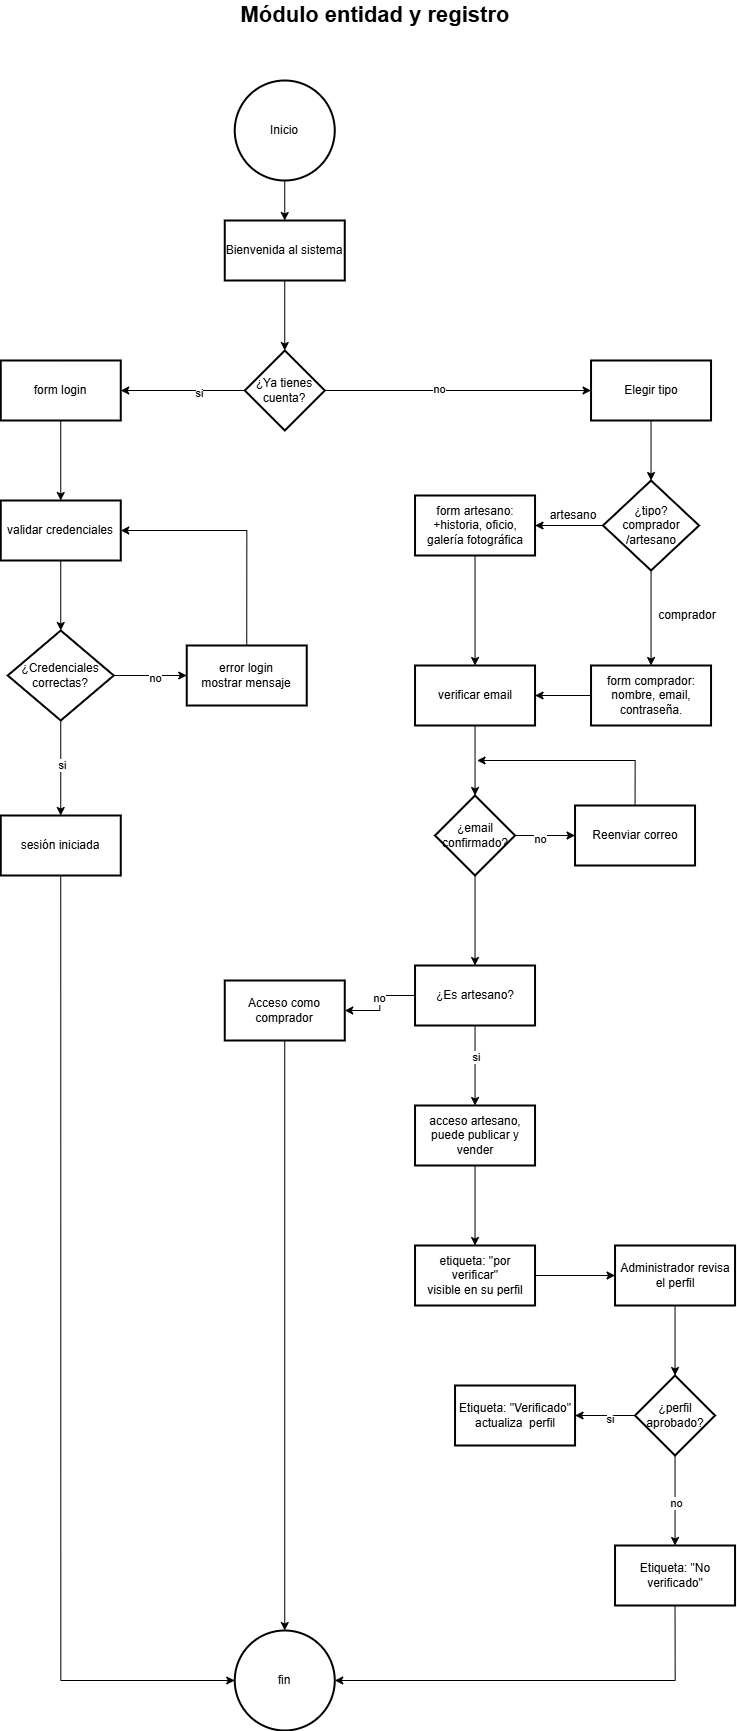 Módulo entidad y registro
Inicio
Bienvenida al sistema
¿Ya tienes
cuenta?
si
no
form login
Elegir tipo
validar credenciales
form artesano:
+historia, oficio,
galería fotográfica
artesano
¿tipo?
comprador
/artesano
comprador
¿Credenciales
correctas?
no
error login
mostrar mensaje
verificar email
form comprador:
nombre, email,
contraseña.
si
sesión iniciada
¿email
confirmado?
no
Reenviar correo
¿Es artesano?
no
Acceso como
comprador
si
acceso artesano,
puede publicar y
vender
etiqueta: "por
verificar"
visible en su perfil
Administrador revisa
el perfil
¿perfil
aprobado?
si
Etiqueta: "Verificado"
actualiza perfil
no
Etiqueta: "No
verificado"
fin